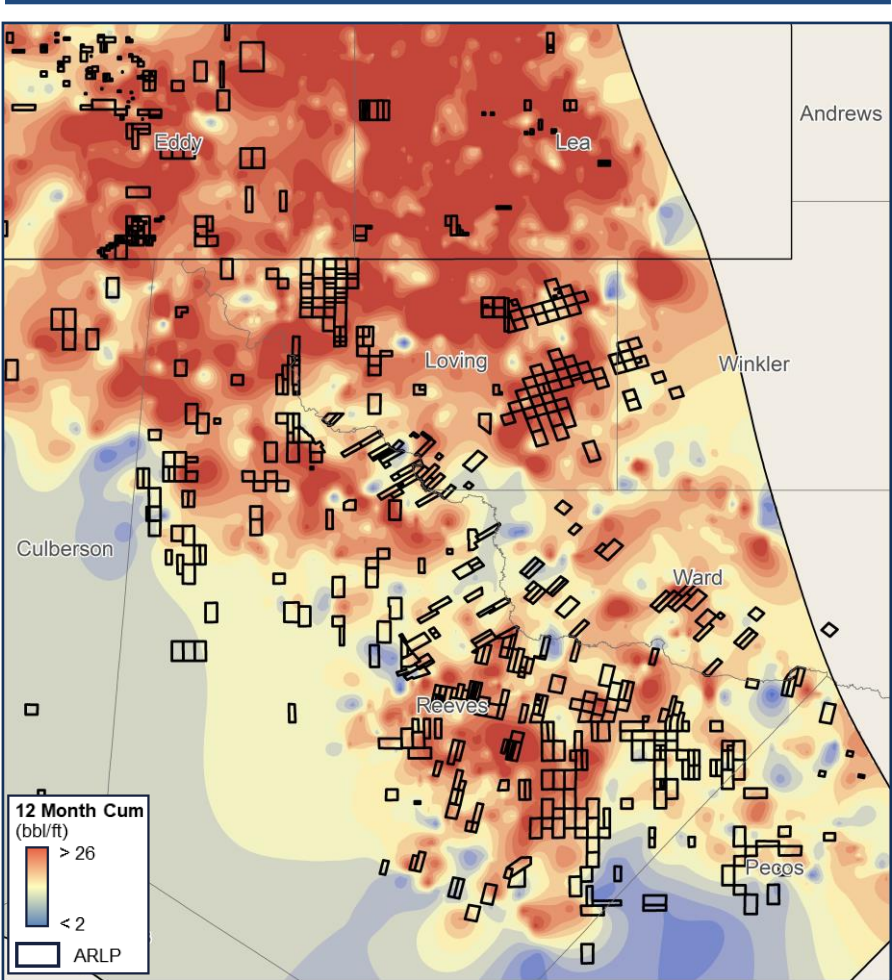 Andrews
Eddy
Lea
Loving
Winkler
Culberson
Ward
Reeves
12 Month Cum
(bbl/ft)
> 26
< 2
ARLP
Pecos